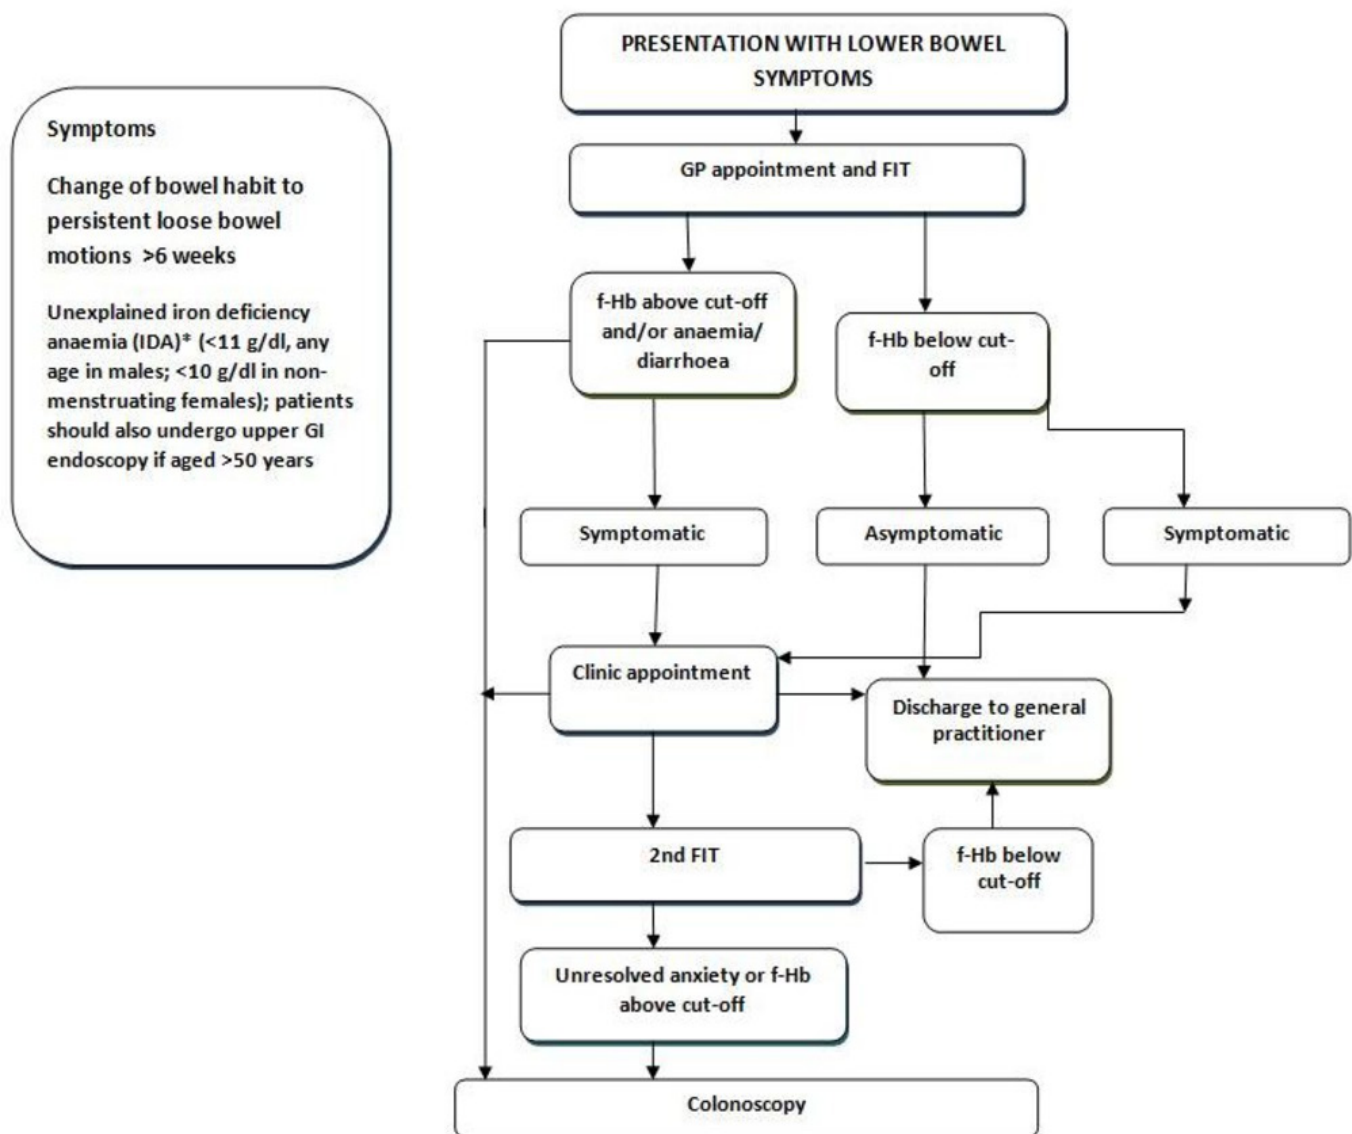 PRESENTATION WITH LOWER BOWEL
SYMPTOMS
Symptoms
Change of bowel habit to
persistent loose bowel
motions >6 weeks
Unexplained iron deficiency
anaemia (IDA)* (<11 g/dl, any
age in males; <10 g/dl in non-
menstruating females); patients
should also undergo upper GI
endoscopy if aged >50 years
GP appointment and FIT
f-Hb above cut-off
and/or anaemia/
diarrhoea
f-Hb below cut-
off
Symptomatic
Asymptomatic
Symptomatic
Clinic appointment
Discharge to general
practitioner
2nd FIT
f-Hb below
cut-off
Unresolved anxiety or f-Hb
above cut-off
Colonoscopy